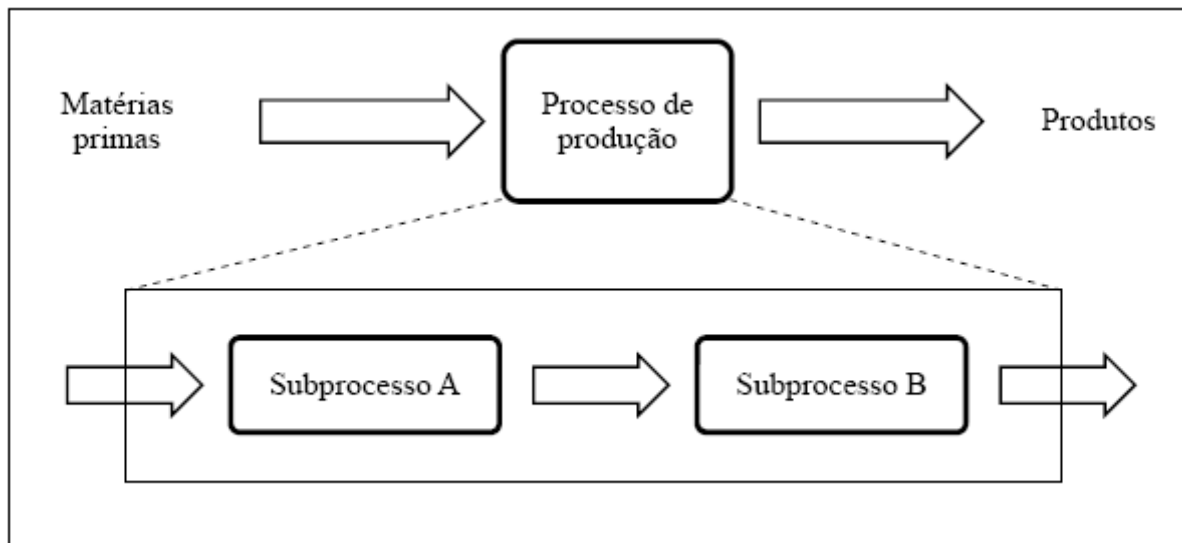 Matérias
primas
Processo de
produção
Produtos
Subprocesso A
Subprocesso B